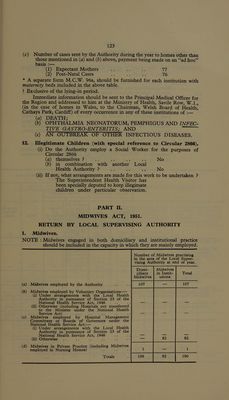 123
(c) Number of cases sent by the Authority during the year to homes other than
those mentioned in (a) and (b) above, payment being made on an "ad hoc"
basis :—
(1) Expectant Mothers 77
(2) Post-Natal Cases 76
* A separate form M.C.W. 96a, should be furnished for each institution with
maternity beds included in the above table.
† Exclusive of the lying-in period.
Immediate information should be sent to the Principal Medical Officer for
the Region and addressed to him at the Ministry of Health, Savile Row, W.1.,
(in the case of homes in Wales, to the Chairman, Welsh Board of Health,
Cathays Park, Cardiff) of every occurrence in any of these institutions of :—
(a) DEATH;
(b) OPHTHALMIA NEONATORUM, PEMPHIGUS AND INFEC-
TIVE GASTRO-ENTERITIS; AND
(c) AN OUTBREAK OF OTHER INFECTIOUS DISEASES.
12. Illegitimate Children (with special reference to Circular 2866).
(i) Do the Authority employ a Social Worker for the purposes of
Circular 2866
(a) themselves ? No
(b) in combination with another Local
Health Authority ? No
(ii) If not, what arrangements are made for this work to be undertaken ?
The Superintendent Health Visitor has
been specially deputed to keep illegitimate
children under particular observation.
PART II.
MIDWIVES ACT, 1951.
RETURN BY LOCAL SUPERVISING AUTHORITY
1. Midwives.
NOTE : Midwives engaged in both domiciliary and institutional practice
should be included in the capacity in which they are mainly employed.
Number of Midwives practising
in the area of the Local Super-
vising Authority at end of year.
Domi-
ciliary
Midwives
Midwives
in Insti-
tutions
Total
(a) Midwives employed by the Authority 107 — 107
(b) Midwives employed by Voluntary Organisations:—
(i) Under arrangements with the Local Health
Authority in pursuance of Section 23 of the
National Health Service Act, 1946 — — —
(ii) Otherwise (including Hospitals not transferred
to the Minister under the National Health
Service Act) — — —
(c) Midwives employed by Hospital Management
Committees or Boards of Governors under the
National Health Service Act:—
(i) Under arrangements with the Local Health
Authority in pursuance of Section 23 of the
National Health Service Act, 1946 — — —
(ii) Otherwise — 82 82
(d) Midwives in Private Practice (including Midwives
employed in Nursing Homes) 1 — 1
Totals 108 82 190